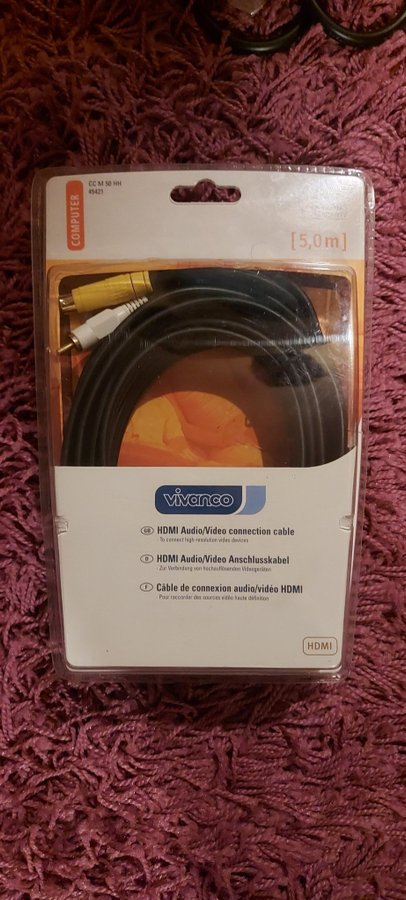 COMPUTER
CC M 50 HH
45421
[5,0m]
vivanco
GB HDMI Audio/Video connection cable
- To connect high-resolution video devices
D HDMI Audio/Video Anschlusskabel
- Zur Verbindung von hochauflösenden Videogeräten
F Câble de connexion audio/vidéo HDMI
- Pour raccorder des sources vidéo haute définition
HDMI